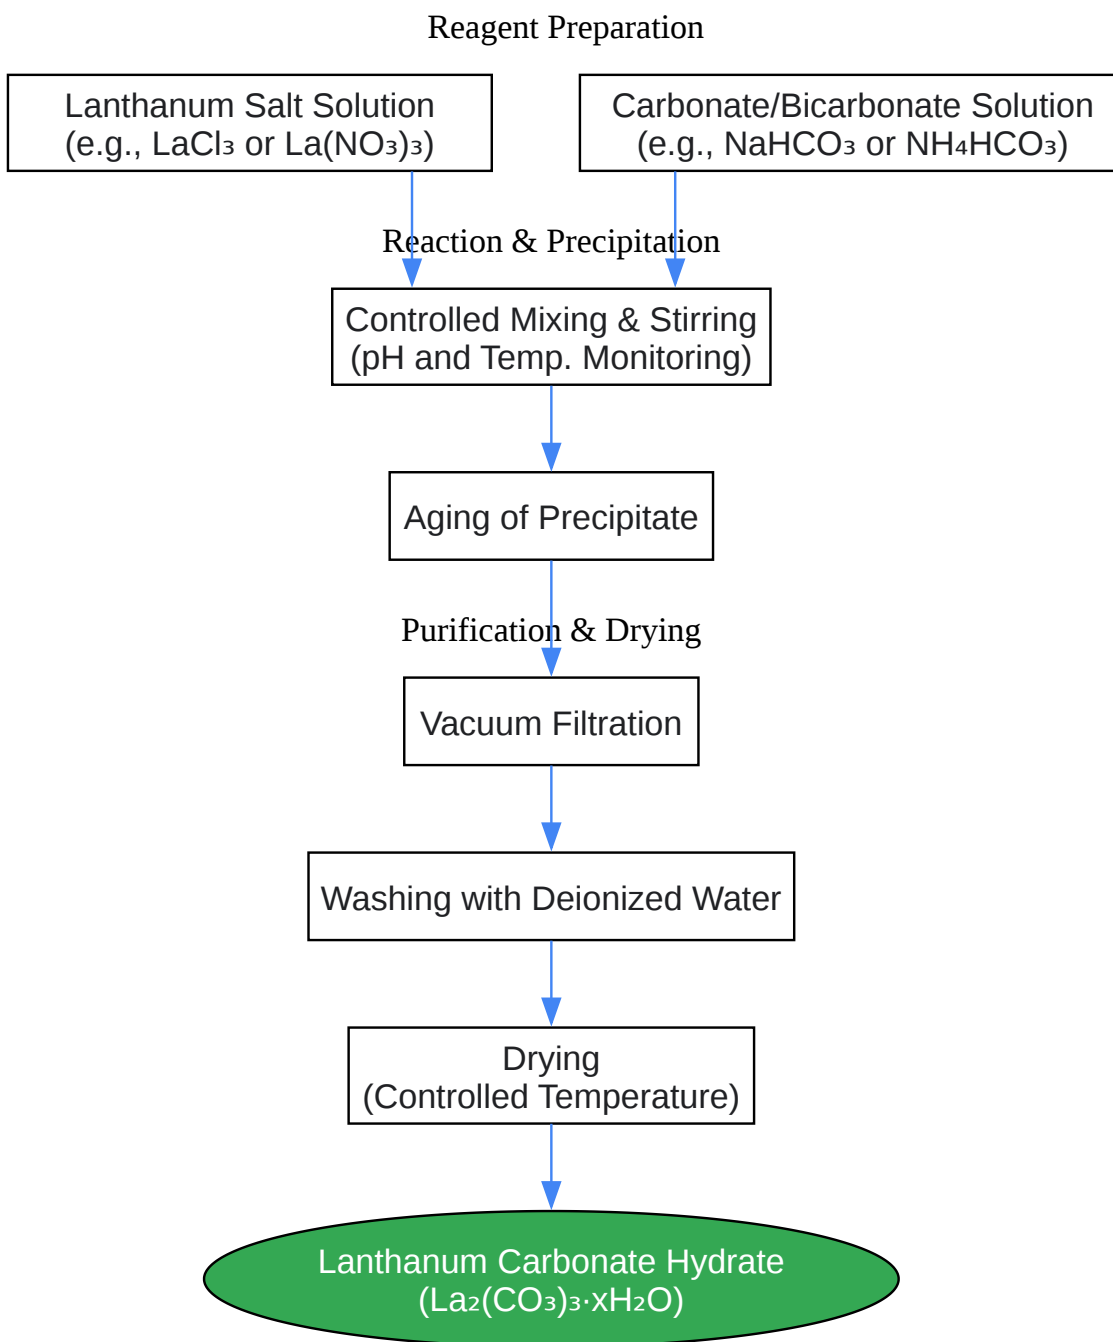 Reagent Preparation
Lanthanum Salt Solution
(e.g., LaCl₃ or La(NO₃)₃)
Carbonate/Bicarbonate Solution
(e.g., NaHCO₃ or NH₄HCO₃)
Reaction & Precipitation
Controlled Mixing & Stirring
(pH and Temp. Monitoring)
Aging of Precipitate
Purification & Drying
Vacuum Filtration
Washing with Deionized Water
Drying
(Controlled Temperature)
Lanthanum Carbonate Hydrate
(La₂(CO₃)₃·xH₂O)